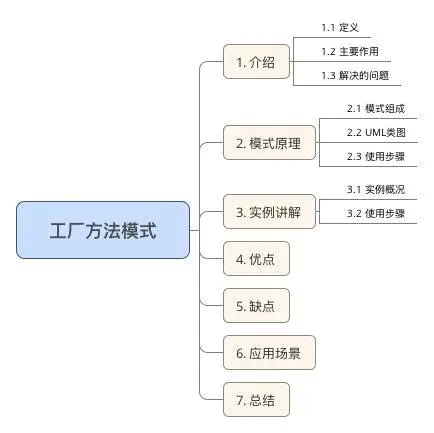 工厂方法模式
1. 介绍
1.1 定义
1.2 主要作用
1.3 解决的问题
2. 模式原理
2.1 模式组成
2.2 UML类图
2.3 使用步骤
3. 实例讲解
3.1 实例概况
3.2 使用步骤
4. 优点
5. 缺点
6. 应用场景
7. 总结